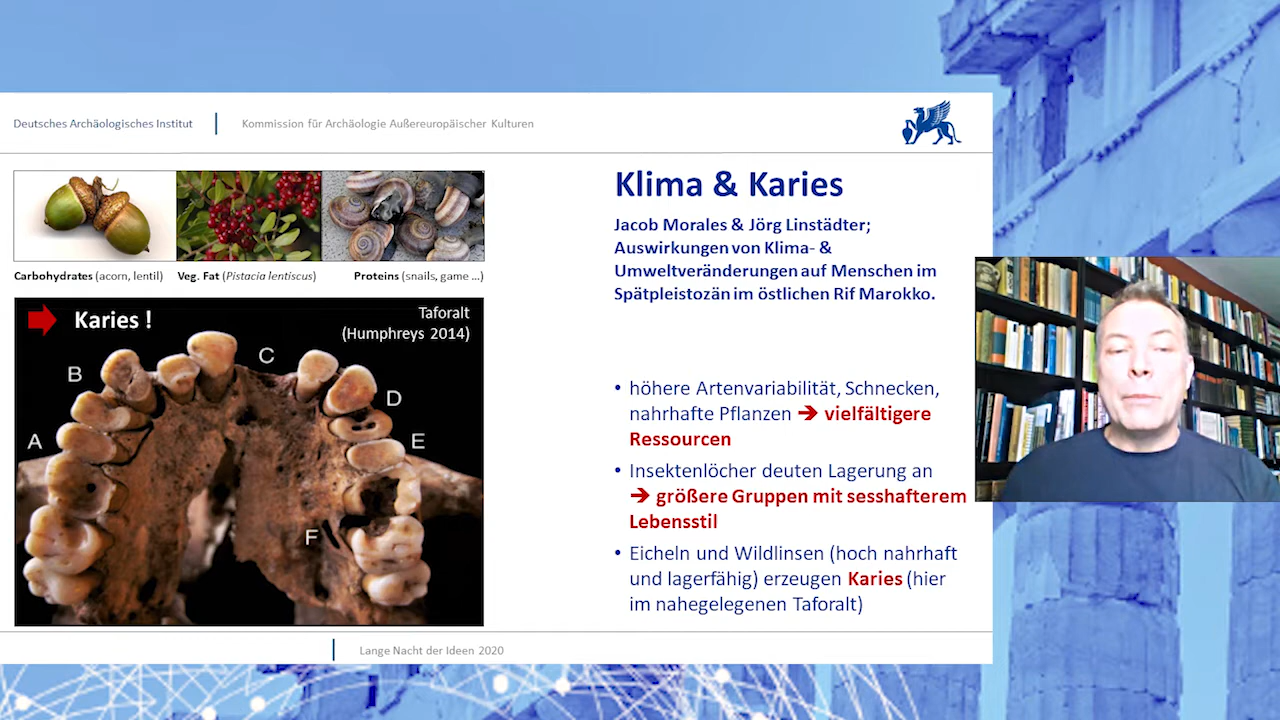 Deutsches Archäologisches Institut
Kommission für Archäologie Außereuropäischer Kulturen
Carbohydrates (acorn, lentil)
Veg. Fat (Pistacia lentiscus)
Proteins (snails, game ...)
Karies !
Taforalt
(Humphreys 2014)
A
B
C
D
E
F
Klima & Karies
Jacob Morales & Jörg Linstädter;
Auswirkungen von Klima- &
Umweltveränderungen auf Menschen im
Spätpleistozän im östlichen Rif Marokko.
• höhere Artenvariabilität, Schnecken,
nahrhafte Pflanzen ➔ vielfältigere
Ressourcen
• Insektenlöcher deuten Lagerung an
➔ größere Gruppen mit sesshafterem
Lebensstil
• Eicheln und Wildlinsen (hoch nahrhaft
und lagerfähig) erzeugen Karies (hier
im nahegelegenen Taforalt)
Lange Nacht der Ideen 2020